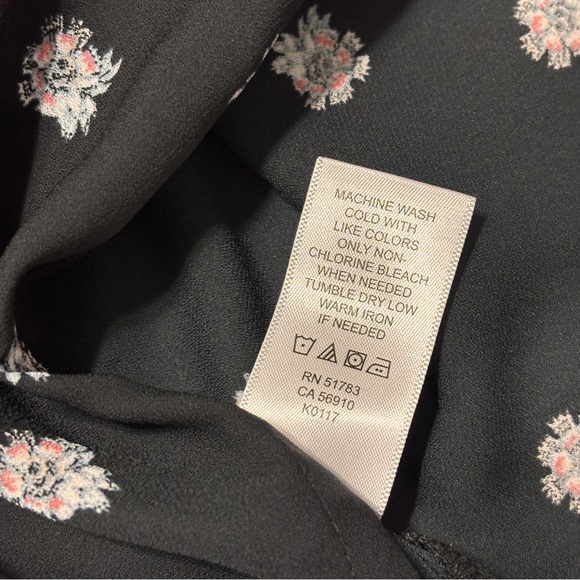 MACHINE WASH
COLD WITH
LIKE COLORS
ONLY NON-
CHLORINE BLEACH
WHEN NEEDED
TUMBLE DRY LOW
WARM IRON
IF NEEDED
RN 51783
CA 56910
K0117